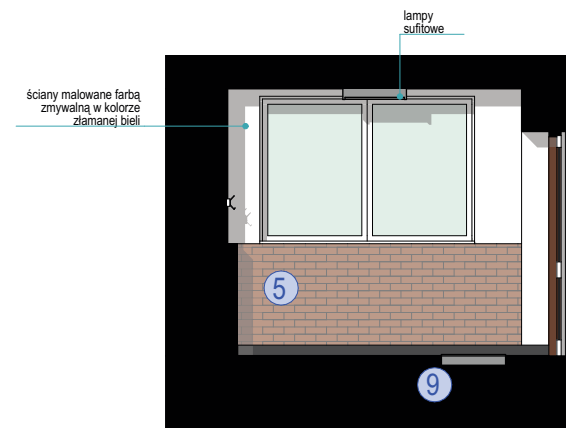 lampy
sufitowe
ściany malowane farbą
zmywalną w kolorze
złamanej bieli
5
9